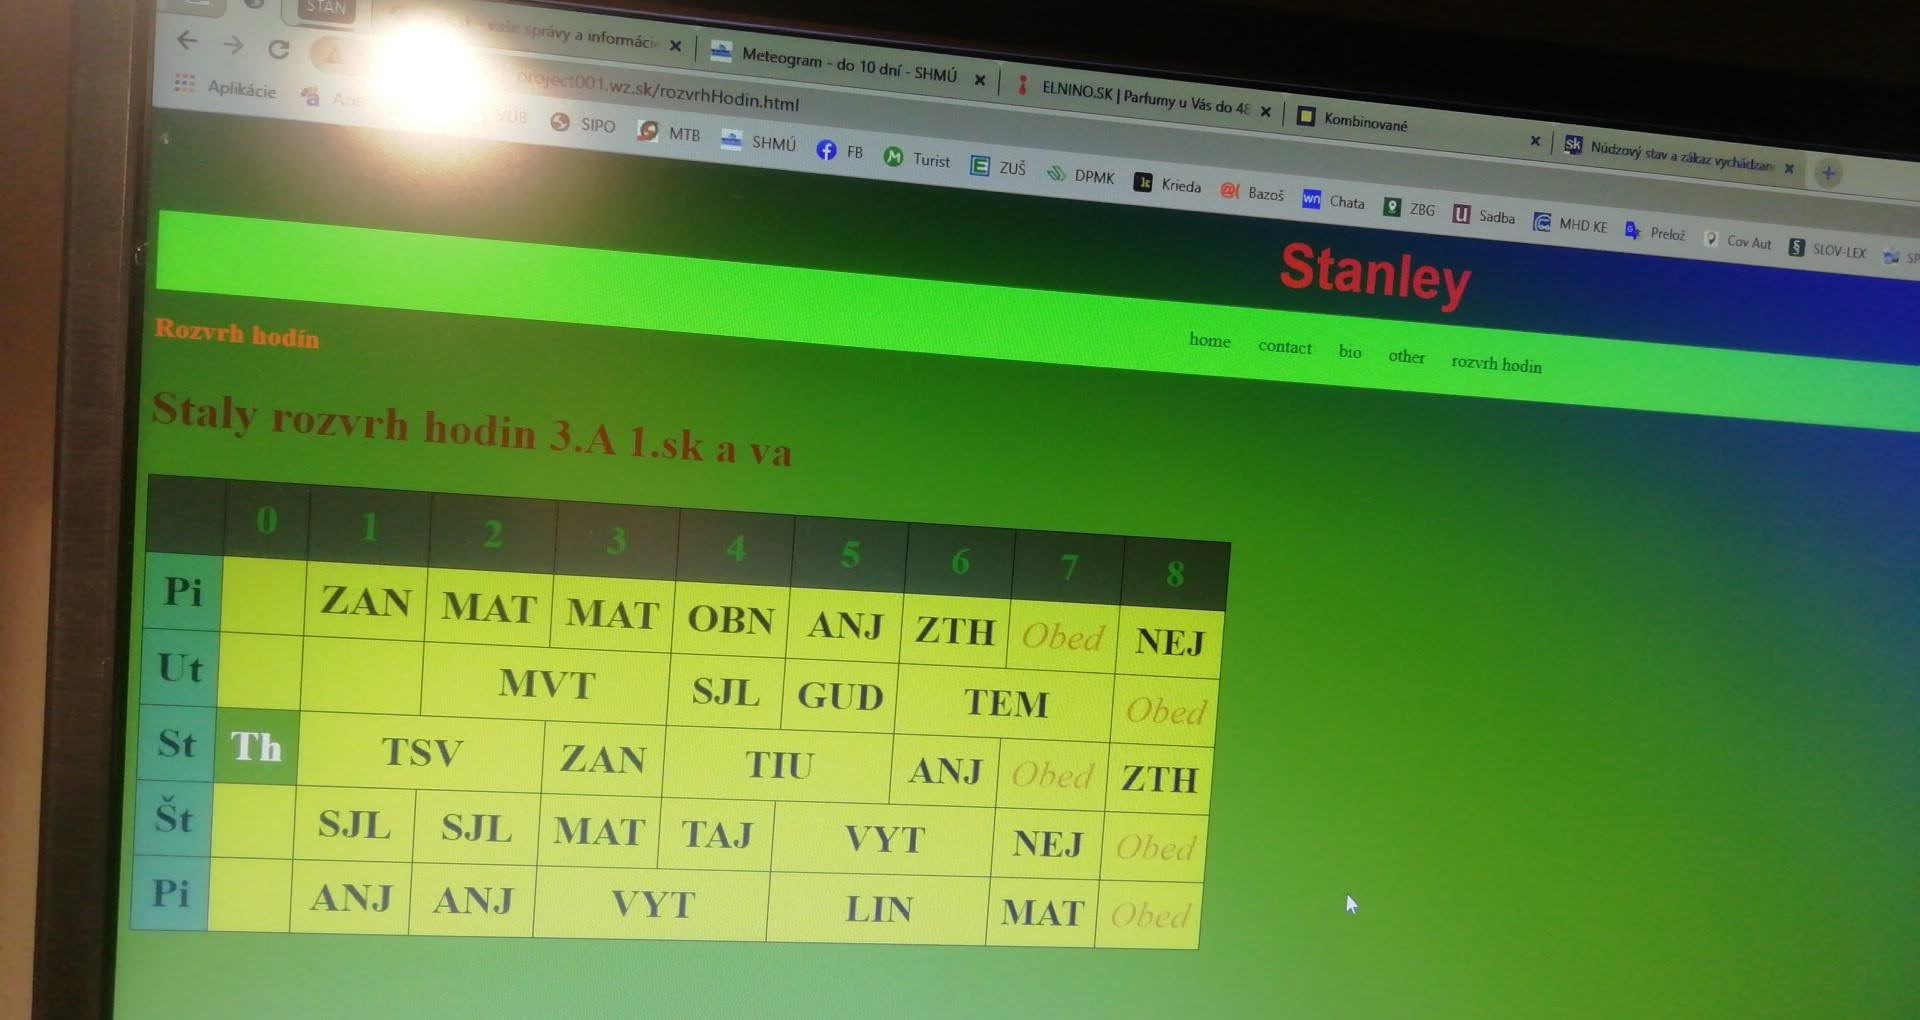 STAN
vaše správy a informácie
Meteogram - do 10 dní - SHMÚ
ELNINO.SK | Parfumy u Vás do 48
Kombinované
Núdzový stav a zákaz vychádzan
project001.wz.sk/rozvrhHodin.html
Aplikácie
VÚB
SIPO
MTB
SHMÚ
FB
Turist
ZUŠ
DPMK
Krieda
Bazoš
Chata
ZBG
Sadba
MHD KE
Prelož
Cov Aut
SLOV-LEX
Stanley
home contact bio other rozvrh hodin
Rozvrh hodín
Staly rozvrh hodin 3.A 1.sk a va
0 1 2 3 4 5 6 7 8
Pi ZAN MAT MAT OBN ANJ ZTH Obed NEJ
Ut MVT SJL GUD TEM Obed
St Th TSV ZAN TIU ANJ Obed ZTH
Št SJL SJL MAT TAJ VYT NEJ Obed
Pi ANJ ANJ VYT LIN MAT Obed